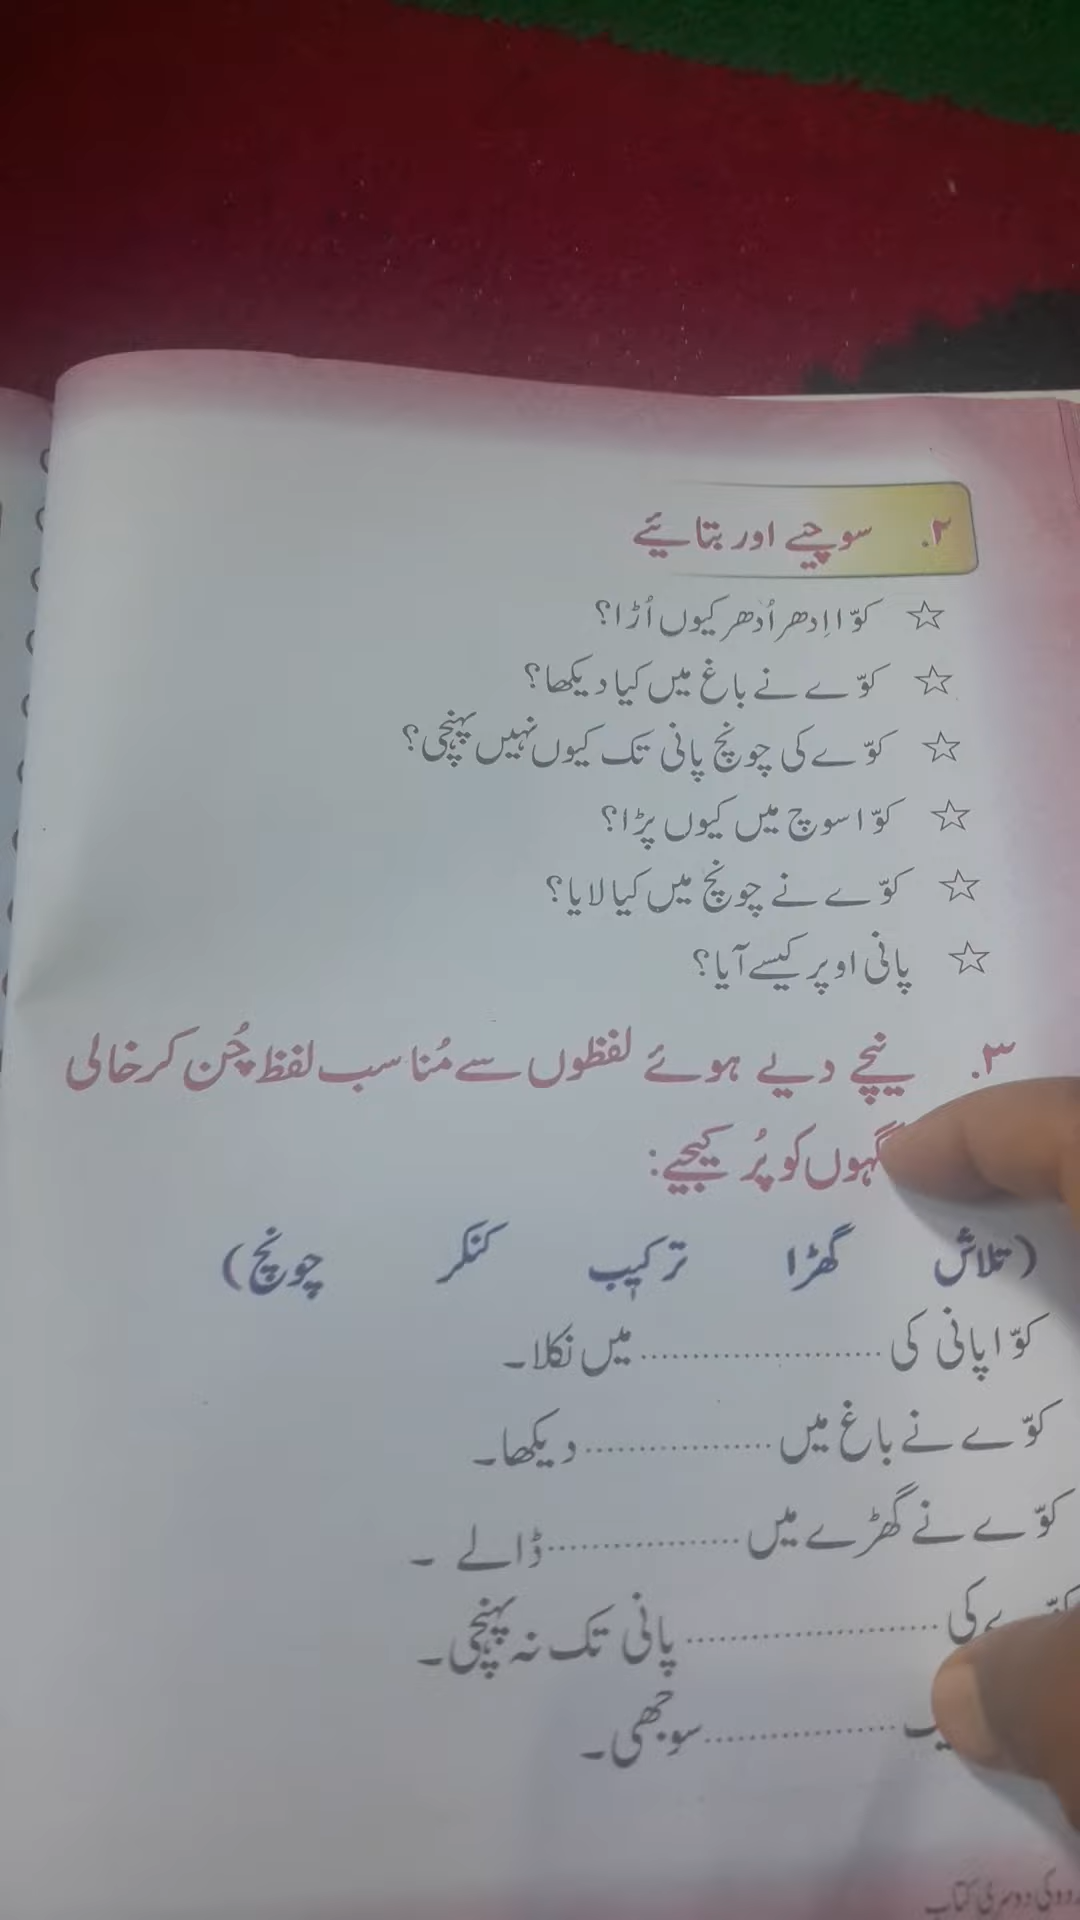 ۲. سوچیے اور بتائیے
☆ کوّا اِدھر اُدھر کیوں اُڑا؟
☆ کوّے نے باغ میں کیا دیکھا؟
☆ کوّے کی چونچ پانی تک کیوں نہیں پہنچی؟
☆ کوّا سوچ میں کیوں پڑا؟
☆ کوّے نے چونچ میں کیا لایا؟
☆ پانی اوپر کیسے آیا؟
۳. نیچے دیے ہوئے لفظوں سے مُناسب لفظ چُن کر خالی
کو پُر کیجیے:
(تلاش گھڑا ترکیب کنکر چونچ)
کوّا پانی کی ........................ میں نکلا۔
کوّے نے باغ میں ................... دیکھا۔
کوّے نے گھڑے میں ................... ڈالے ۔
کی ......................... پانی تک نہ پہنچی۔
................... سوجھی۔
دوسری کتاب